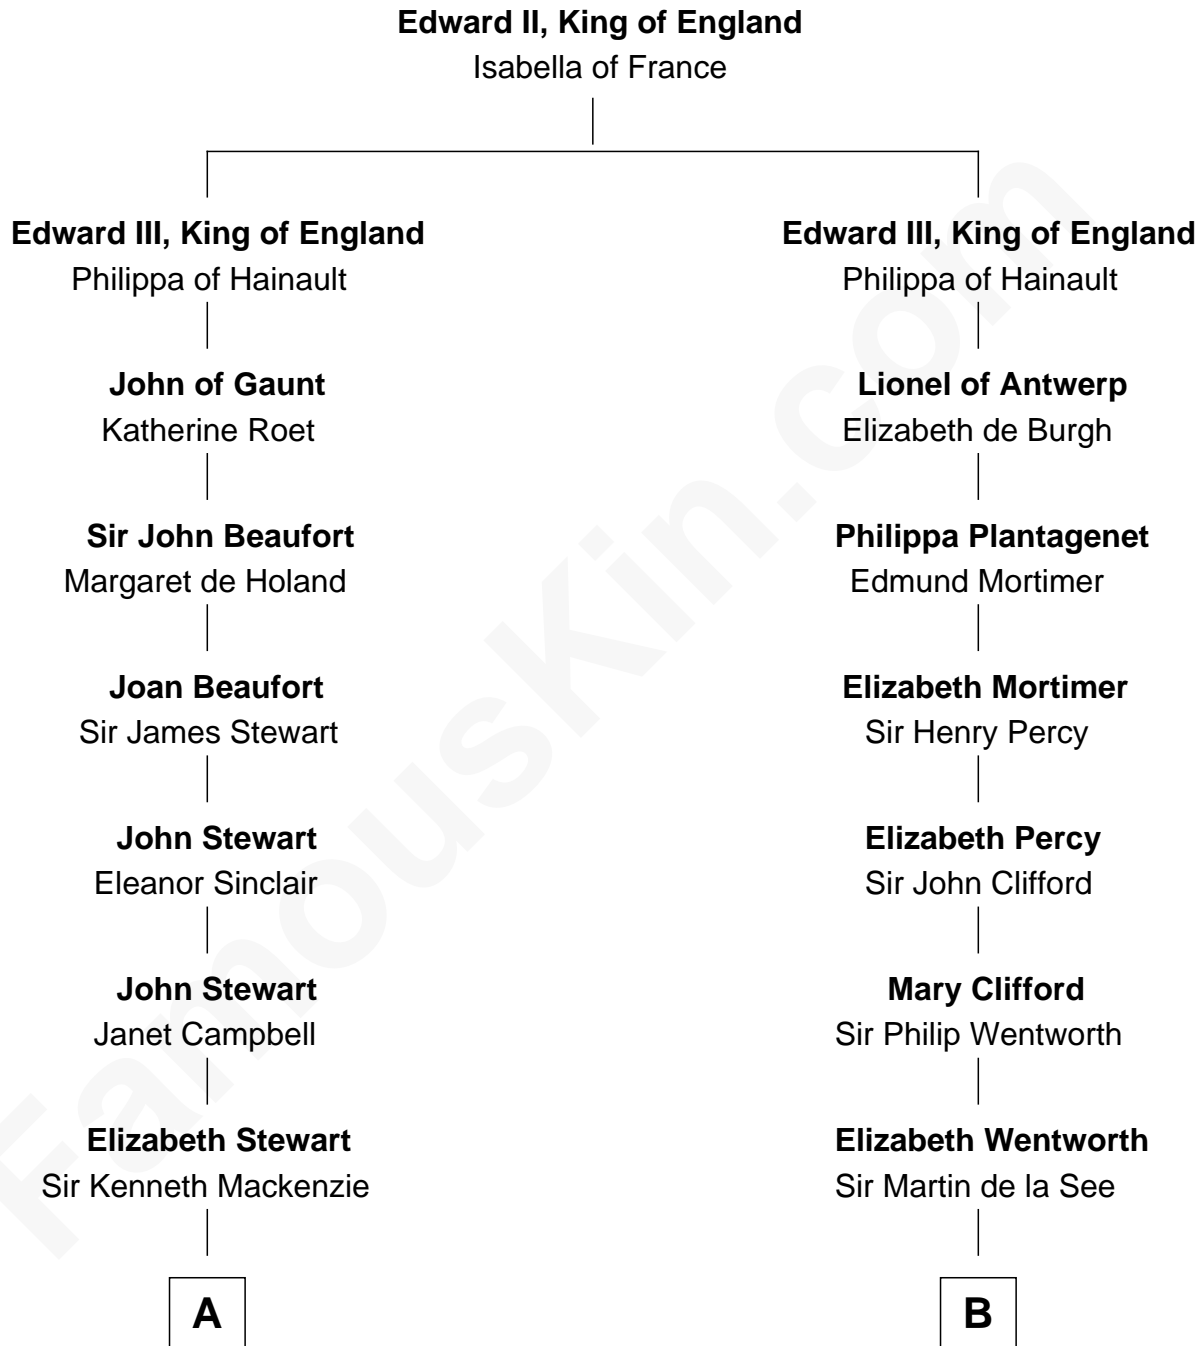 Edward II, King of England
Isabella of France
Edward III, King of England
Philippa of Hainault
Edward III, King of England
Philippa of Hainault
John of Gaunt
Katherine Roet
Lionel of Antwerp
Elizabeth de Burgh
Sir John Beaufort
Margaret de Holand
Philippa Plantagenet
Edmund Mortimer
Joan Beaufort
Sir James Stewart
Elizabeth Mortimer
Sir Henry Percy
John Stewart
Eleanor Sinclair
Elizabeth Percy
Sir John Clifford
John Stewart
Janet Campbell
Mary Clifford
Sir Philip Wentworth
Elizabeth Stewart
Sir Kenneth Mackenzie
Elizabeth Wentworth
Sir Martin de la See
A
B
FamousKin.com